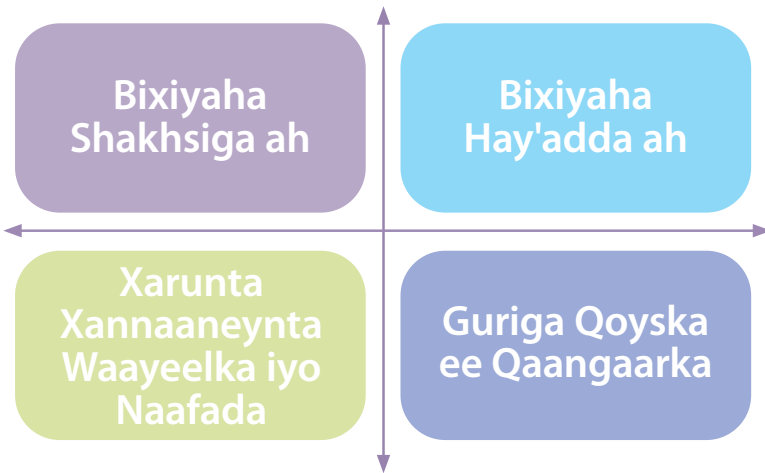 Bixiyaha
Shakhsiga ah
Bixiyaha
Hay'adda ah
Xarunta
Xannaaneynta
Waayeelka iyo
Naafada
Guriga Qoyska
ee Qaangaarka